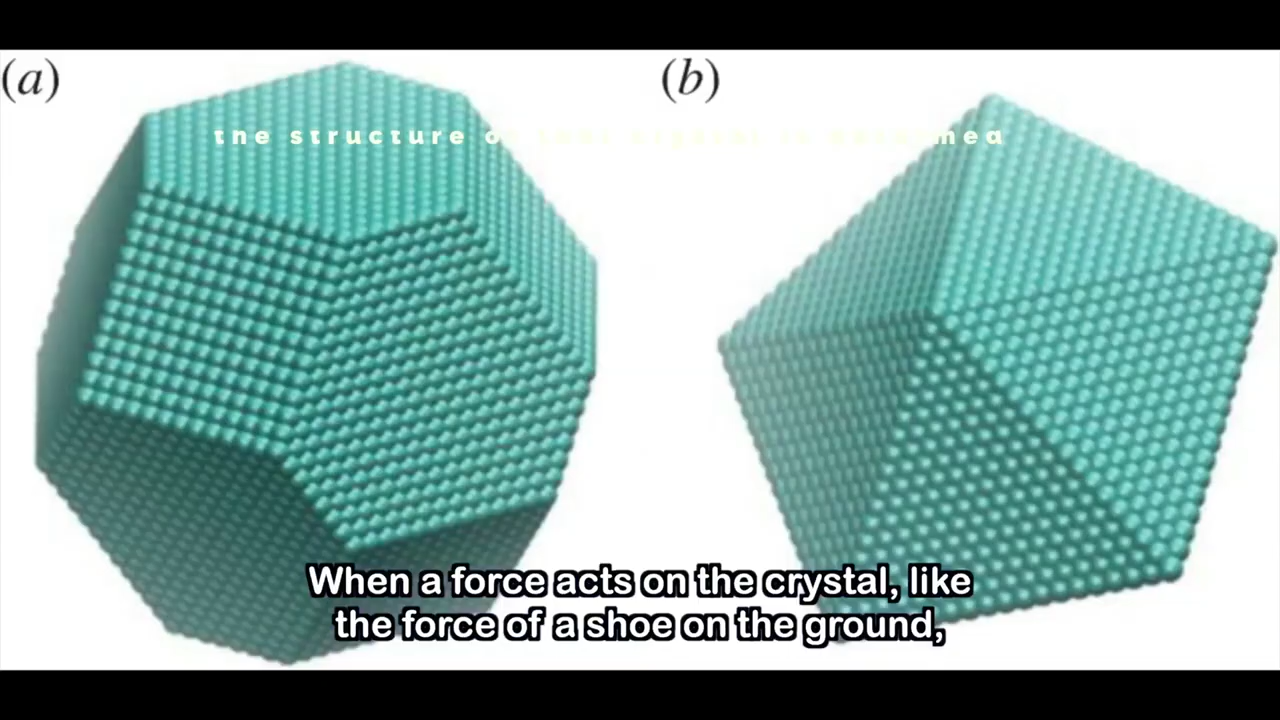 (a)
(b)
the structure
When a force acts on the crystal, like
the force of a shoe on the ground,